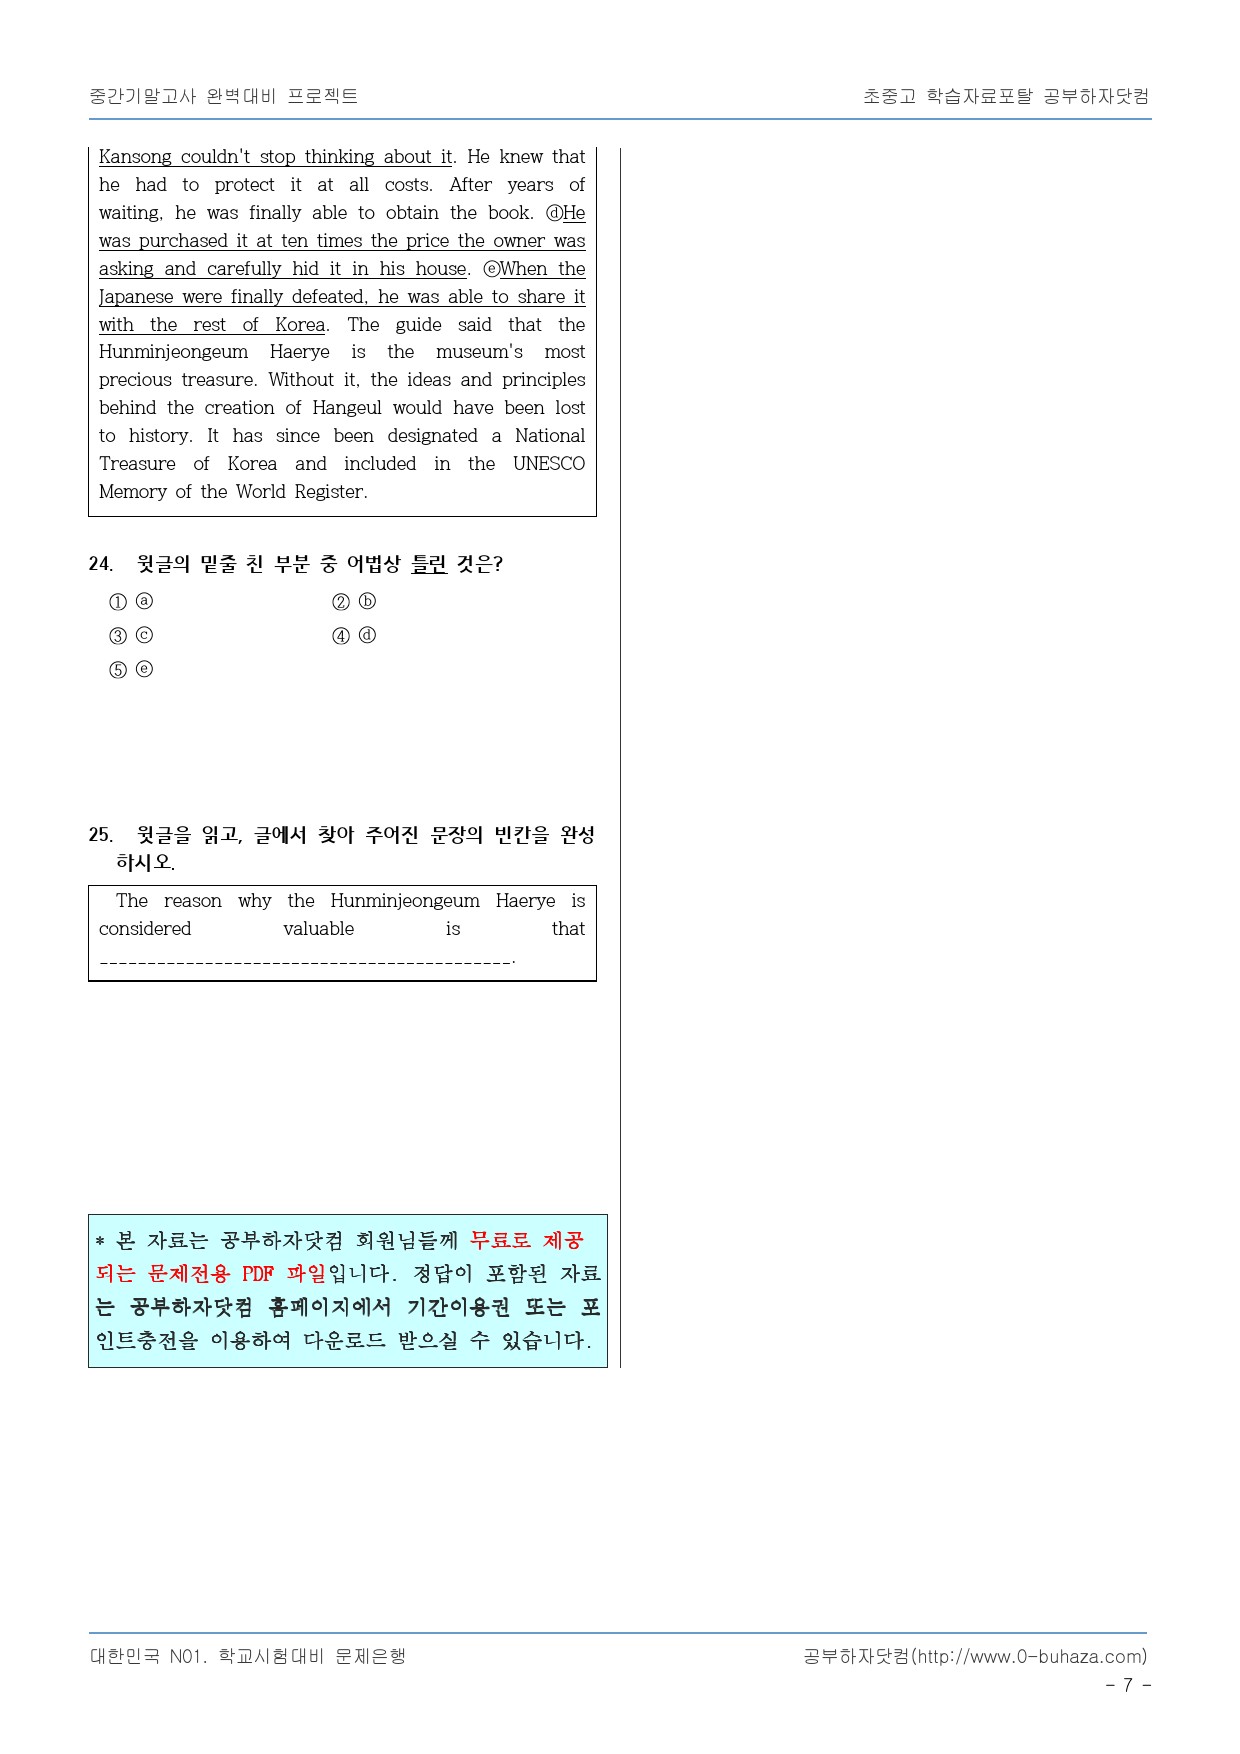 중간기말고사 완벽대비 프로젝트
초중고 학습자료포탈 공부하자닷컴
Kansong couldn't stop thinking about it. He knew that
he had to protect it at all costs. After years of
waiting, he was finally able to obtain the book. ⓓHe
was purchased it at ten times the price the owner was
asking and carefully hid it in his house. ⓔWhen the
Japanese were finally defeated, he was able to share it
with the rest of Korea. The guide said that the
Hunminjeongeum Haerye is the museum's most
precious treasure. Without it, the ideas and principles
behind the creation of Hangeul would have been lost
to history. It has since been designated a National
Treasure of Korea and included in the UNESCO
Memory of the World Register.
24. 윗글의 밑줄 친 부분 중 어법상 틀린 것은?
① ⓐ ② ⓑ
③ ⓒ ④ ⓓ
⑤ ⓔ
25. 윗글을 읽고, 글에서 찾아 주어진 문장의 빈칸을 완성
하시오.
The reason why the Hunminjeongeum Haerye is
considered valuable is that
___________________________________________.
* 본 자료는 공부하자닷컴 회원님들께 무료로 제공
되는 문제전용 PDF 파일입니다. 정답이 포함된 자료
는 공부하자닷컴 홈페이지에서 기간이용권 또는 포
인트충전을 이용하여 다운로드 받으실 수 있습니다.
대한민국 N01. 학교시험대비 문제은행
공부하자닷컴(http://www.0-buhaza.com)
- 7 -